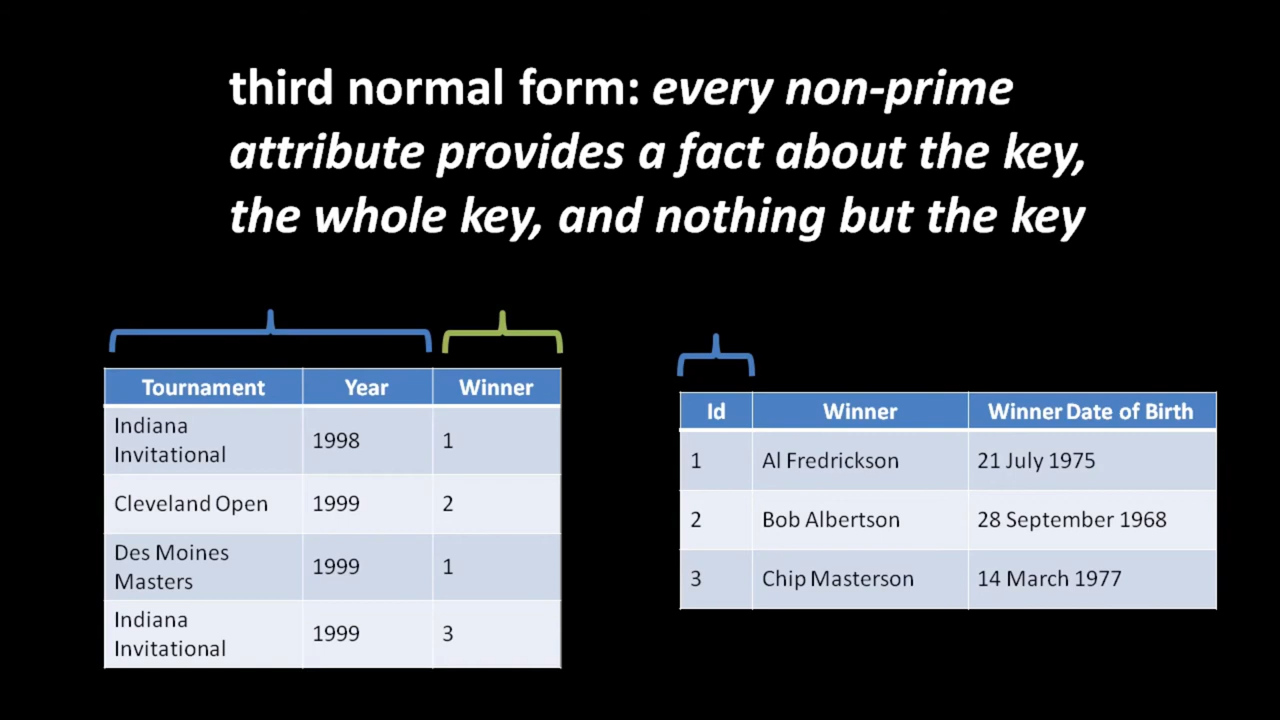 third normal form: every non-prime
attribute provides a fact about the key,
the whole key, and nothing but the key
Tournament Year Winner
Indiana
Invitational 1998 1
Cleveland Open 1999 2
Des Moines
Masters 1999 1
Indiana
Invitational 1999 3
Id Winner Winner Date of Birth
1 Al Fredrickson 21 July 1975
2 Bob Albertson 28 September 1968
3 Chip Masterson 14 March 1977